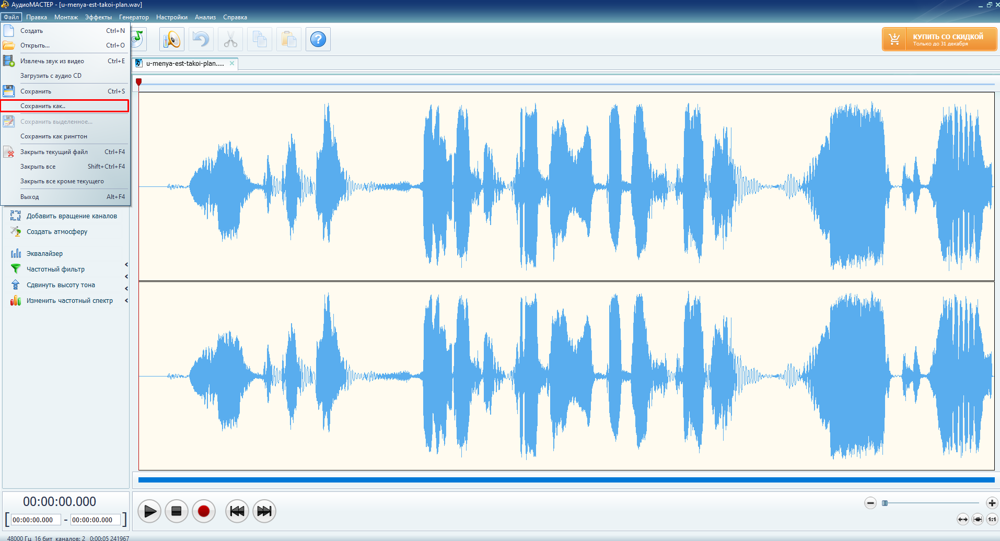 АудиоМАСТЕР - [u-menya-est-takoi-plan.wav]
Файл Правка Монтаж Эффекты Генератор Настройки Анализ Справка
Создать Ctrl+N
Открыть... Ctrl+O
Извлечь звук из видео Ctrl+E
Загрузить с аудио CD
Сохранить Ctrl+S
Сохранить как..
Сохранить выделенное...
Сохранить как рингтон
Закрыть текущий файл Ctrl+F4
Закрыть все Shift+Ctrl+F4
Закрыть все кроме текущего
Выход Alt+F4
КУПИТЬ СО СКИДКОЙ
Только до 31 декабря
u-menya-est-takoi-plan....
Добавить вращение каналов
Создать атмосферу
Эквалайзер
Частотный фильтр
Сдвинуть высоту тона
Изменить частотный спектр
00:00:00.000
[ 00:00:00.000 - 00:00:00.000 ]
1:1
48000 Гц 16 бит каналов: 2 0:00:05 241967